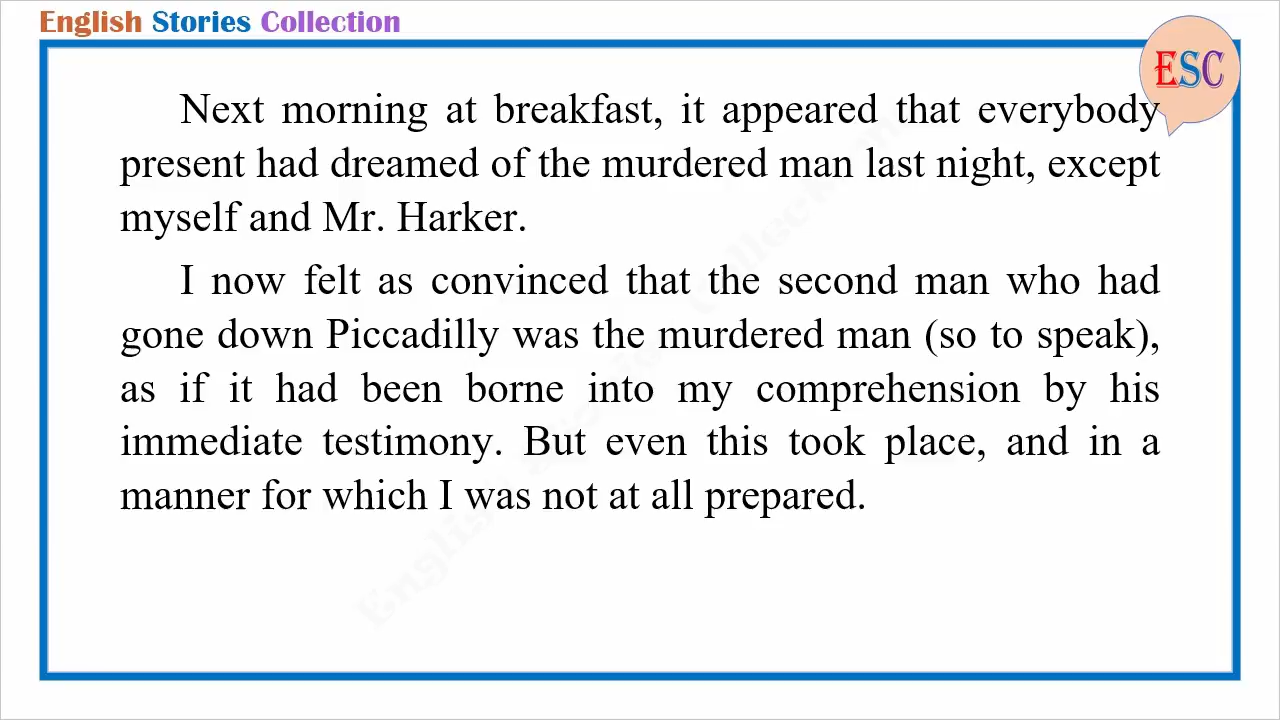 English Stories Collection
ESC
Next morning at breakfast, it appeared that everybody
present had dreamed of the murdered man last night, except
myself and Mr. Harker.
I now felt as convinced that the second man who had
gone down Piccadilly was the murdered man (so to speak),
as if it had been borne into my comprehension by his
immediate testimony. But even this took place, and in a
manner for which I was not at all prepared.
English Stories Collection